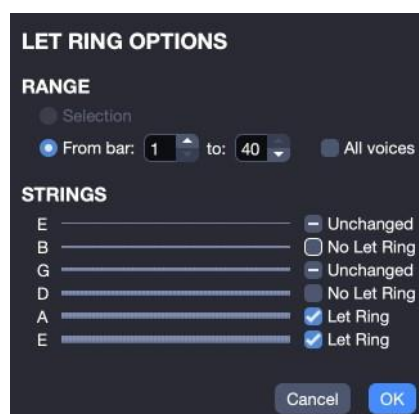 LET RING OPTIONS
RANGE
Selection
From bar: 1 to: 40 All voices
STRINGS
E Unchanged
B No Let Ring
G Unchanged
D No Let Ring
A Let Ring
E Let Ring
Cancel OK